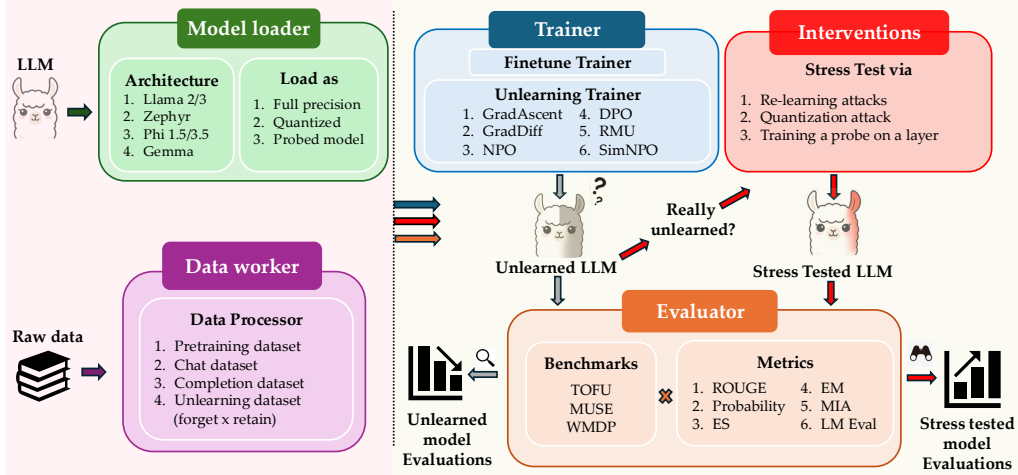 LLM
Model loader
Architecture
1. Llama 2/3
2. Zephyr
3. Phi 1.5/3.5
4. Gemma
Load as
1. Full precision
2. Quantized
3. Probed model
Raw data
Data worker
Data Processor
1. Pretraining dataset
2. Chat dataset
3. Completion dataset
4. Unlearning dataset
(forget x retain)
Trainer
Finetune Trainer
Unlearning Trainer
1. GradAscent
2. GradDiff
3. NPO
4. DPO
5. RMU
6. SimNPO
Interventions
Stress Test via
1. Re-learning attacks
2. Quantization attack
3. Training a probe on a layer
???
Unlearned LLM
Really
unlearned?
Stress Tested LLM
Evaluator
Benchmarks
TOFU
MUSE
WMDP
Metrics
1. ROUGE
2. Probability
3. ES
4. EM
5. MIA
6. LM Eval
Unlearned
model
Evaluations
Stress tested
model
Evaluations